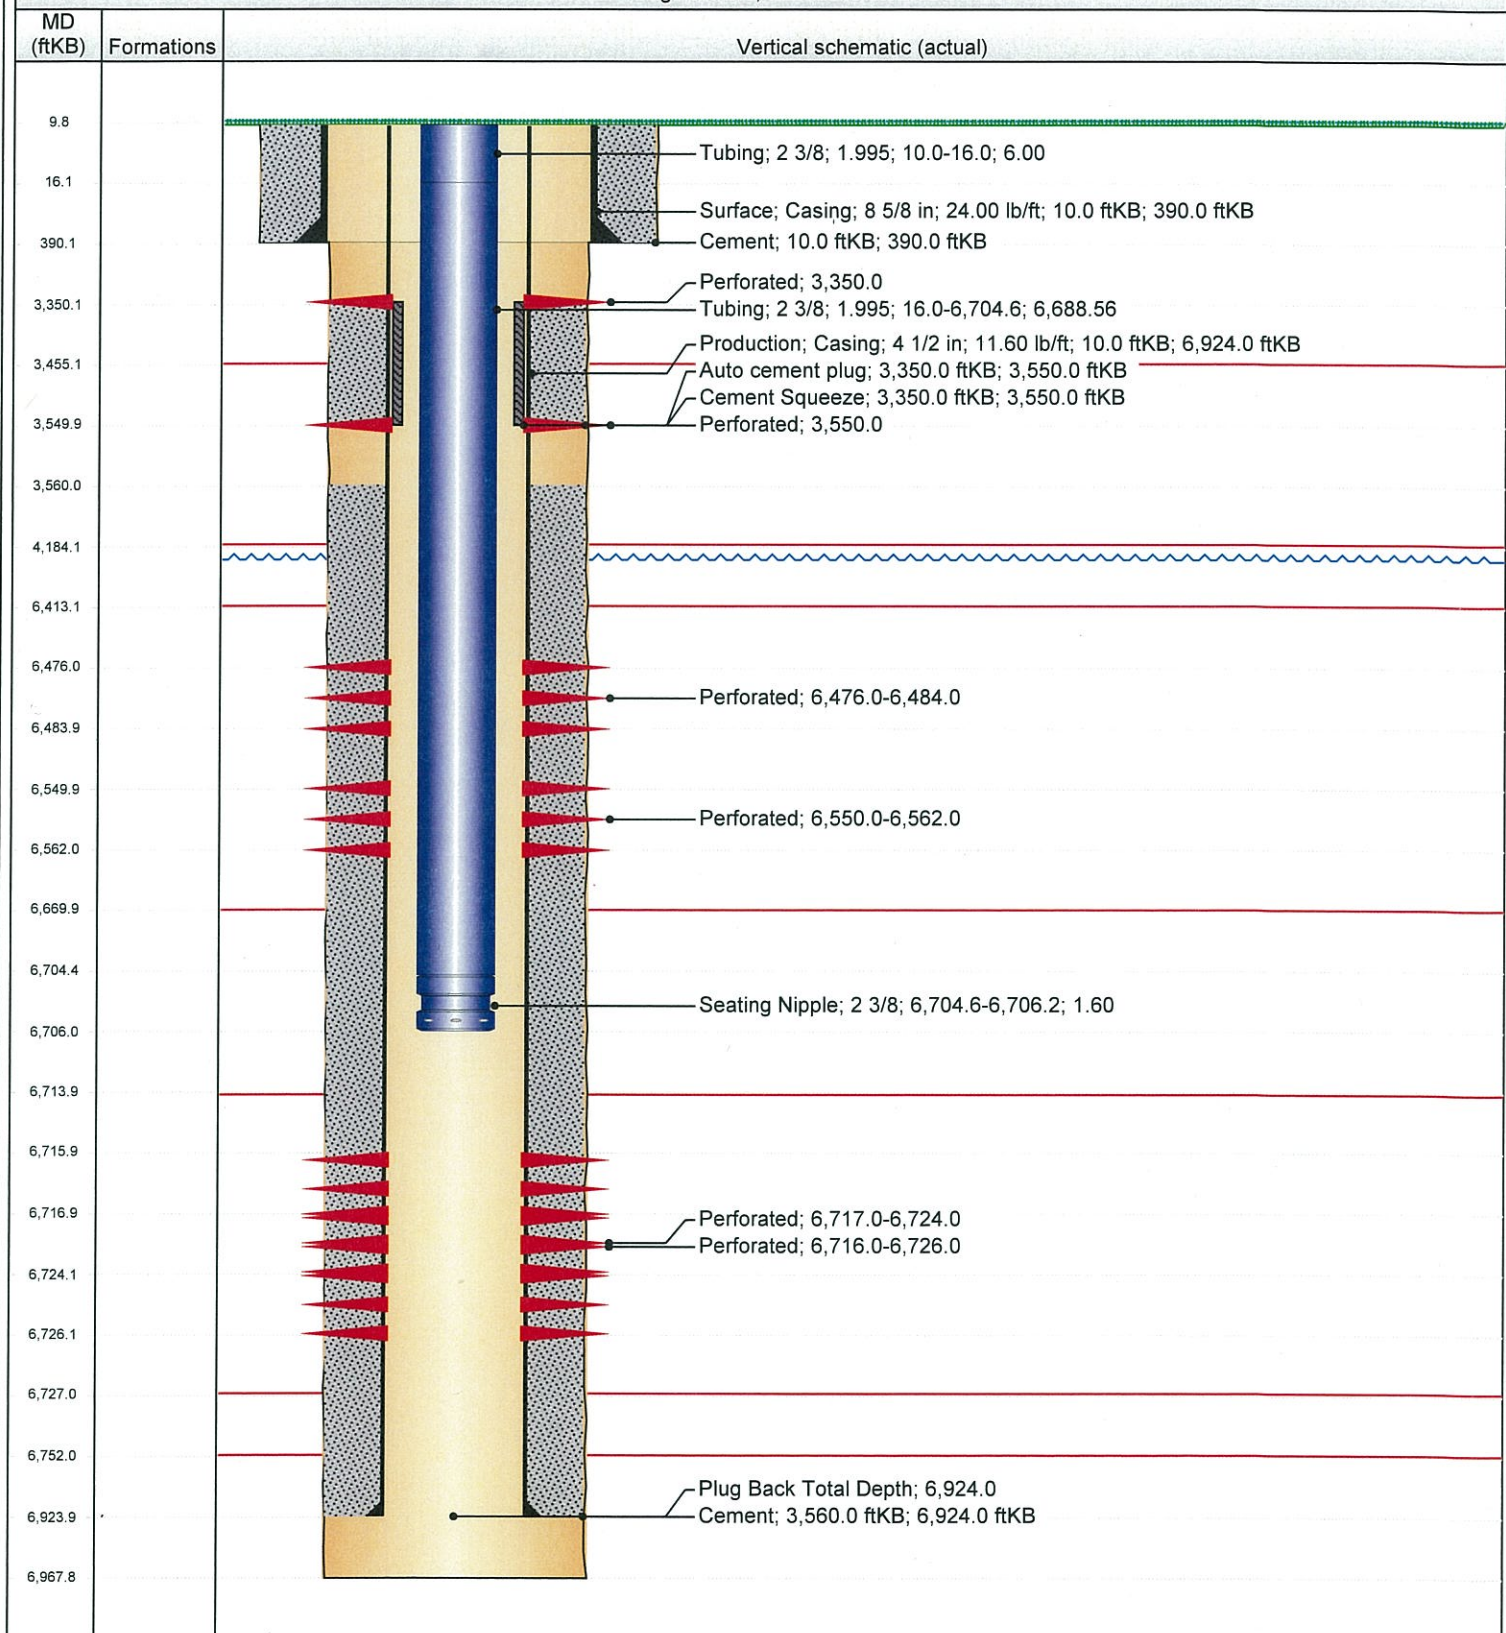 MD
(ftKB)
Formations
Vertical schematic (actual)
9.8
Tubing; 2 3/8; 1.995; 10.0-16.0; 6.00
16.1
Surface; Casing; 8 5/8 in; 24.00 lb/ft; 10.0 ftKB; 390.0 ftKB
390.1
Cement; 10.0 ftKB; 390.0 ftKB
Perforated; 3,350.0
3,350.1
Tubing; 2 3/8; 1.995; 16.0-6,704.6; 6,688.56
Production; Casing; 4 1/2 in; 11.60 lb/ft; 10.0 ftKB; 6,924.0 ftKB
3,455.1
Auto cement plug; 3,350.0 ftKB; 3,550.0 ftKB
Cement Squeeze; 3,350.0 ftKB; 3,550.0 ftKB
3,549.9
Perforated; 3,550.0
3,560.0
4,184.1
6,413.1
6,476.0
Perforated; 6,476.0-6,484.0
6,483.9
6,549.9
Perforated; 6,550.0-6,562.0
6,562.0
6,669.9
6,704.4
Seating Nipple; 2 3/8; 6,704.6-6,706.2; 1.60
6,706.0
6,713.9
6,715.9
6,716.9
Perforated; 6,717.0-6,724.0
Perforated; 6,716.0-6,726.0
6,724.1
6,726.1
6,727.0
6,752.0
Plug Back Total Depth; 6,924.0
6,923.9
Cement; 3,560.0 ftKB; 6,924.0 ftKB
6,967.8